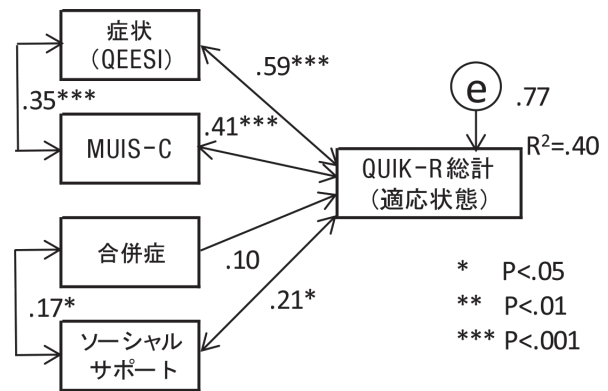 症状
(QEESI)
.59***
.35***
.41***
MUIS-C
e
.77
R²=.40
QUIK-R総計
(適応状態)
合併症
.10
.17*
.21*
ソーシャル
サポート
* P<.05
** P<.01
*** P<.001